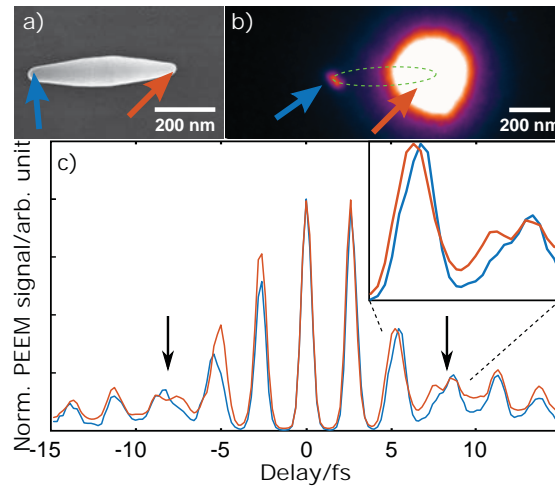 a)
200 nm
b)
200 nm
c)
Norm. PEEM signal/arb. unit
-15 -10 -5 0 5 10
Delay/fs